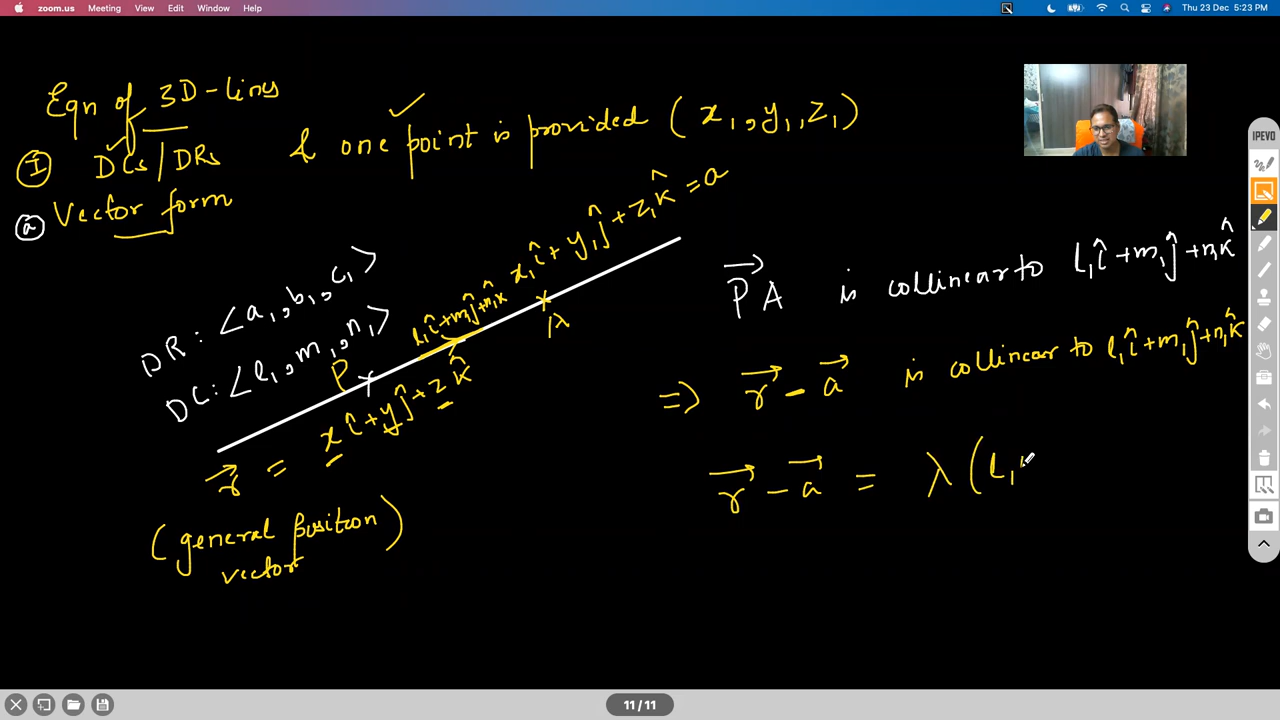 zoom.us Meeting View Edit Window Help Thu 23 Dec 5:23 PM
Eqn of 3D-lines
I DCs/DRs & one point is provided (x₁, y₁, z₁)
a Vector form
IPEVO
DR: <a₁, b₁, c₁>
DC: <l₁, m₁, n₁>
x₁î + y₁ĵ + z₁k̂ = a
l₁î+m₁ĵ+n₁k̂
P
A
r⃗ = xî + yĵ + zk̂
(general position
vector)
P⃗A is collinear to l₁î+m₁ĵ+n₁k̂
=> r⃗ - a⃗ is collinear to l₁î+m₁ĵ+n₁k̂
r⃗ - a⃗ = λ(l₁
11 / 11